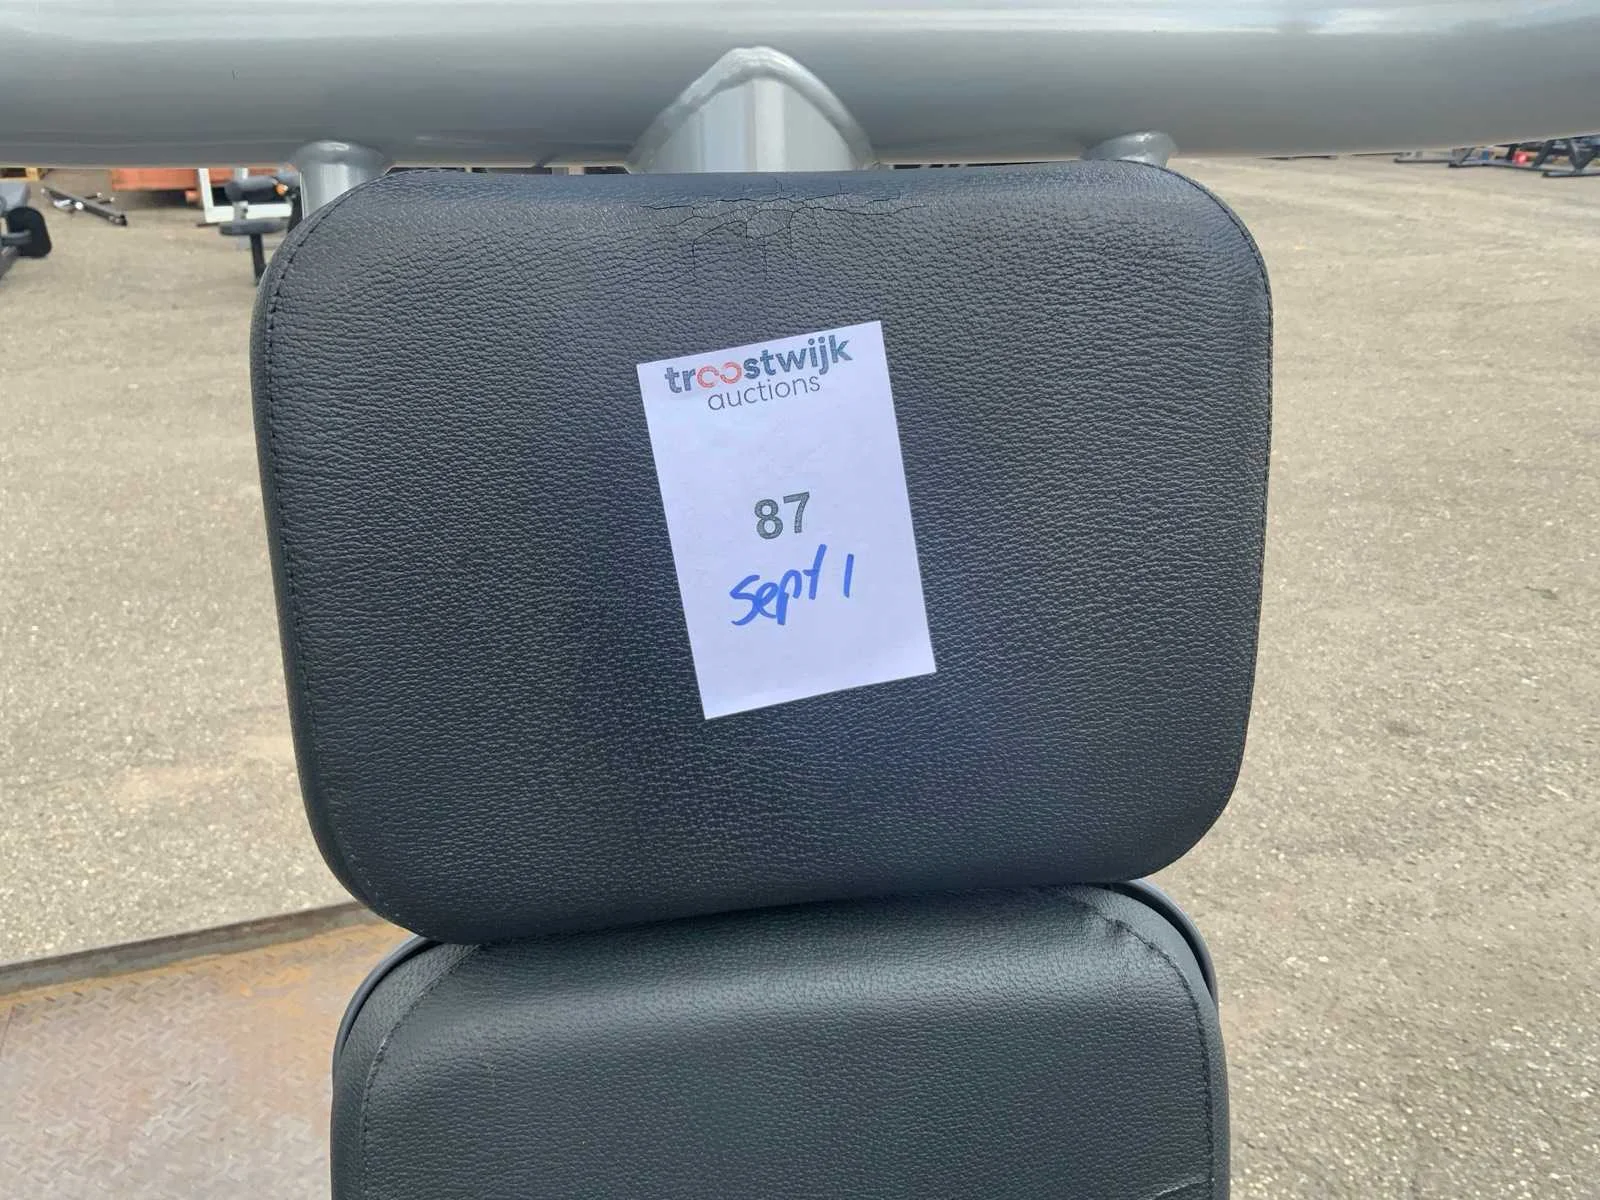 troostwijk
auctions
87
Sept 1